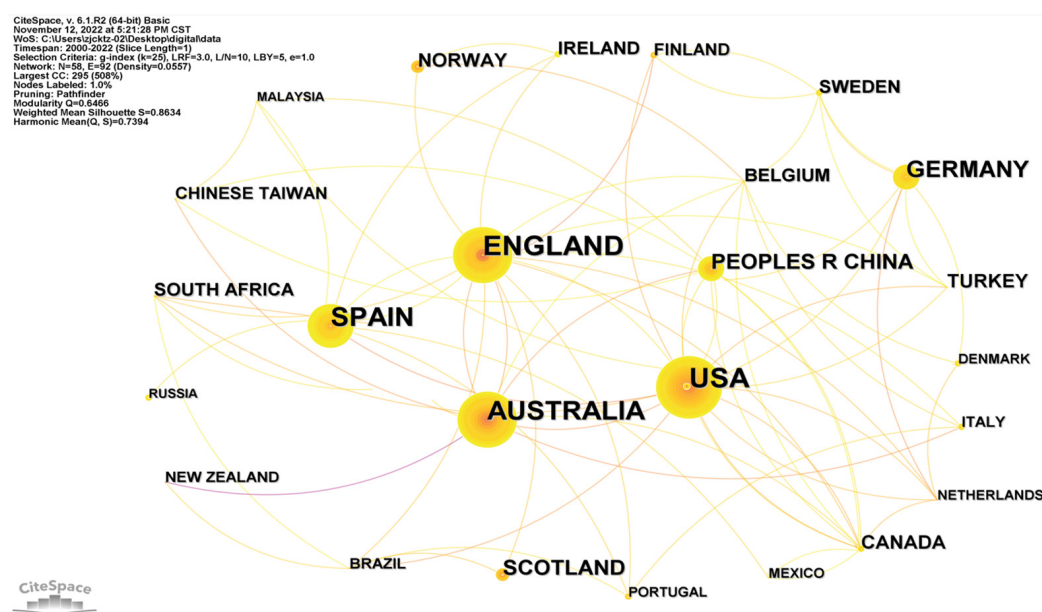 CiteSpace, v. 6.1.R2 (64-bit) Basic
November 12, 2022 at 5:21:28 PM CST
WoS: C:\Users\zjcktz-02\Desktop\digital\data
Timespan: 2000-2022 (Slice Length=1)
Selection Criteria: g-index (k=25), LRF=3.0, L/N=10, LBY=5, e=1.0
Network: N=58, E=92 (Density=0.0557)
Largest CC: 295 (508%)
Nodes Labeled: 1.0%
Pruning: Pathfinder
Modularity Q=0.6466
Weighted Mean Silhouette S=0.8634
Harmonic Mean(Q, S)=0.7394
IRELAND
FINLAND
NORWAY
SWEDEN
MALAYSIA
GERMANY
BELGIUM
CHINESE TAIWAN
ENGLAND
PEOPLES R CHINA
TURKEY
SOUTH AFRICA
SPAIN
DENMARK
USA
RUSSIA
AUSTRALIA
ITALY
NEW ZEALAND
NETHERLANDS
CANADA
BRAZIL
SCOTLAND
MEXICO
PORTUGAL
CiteSpace